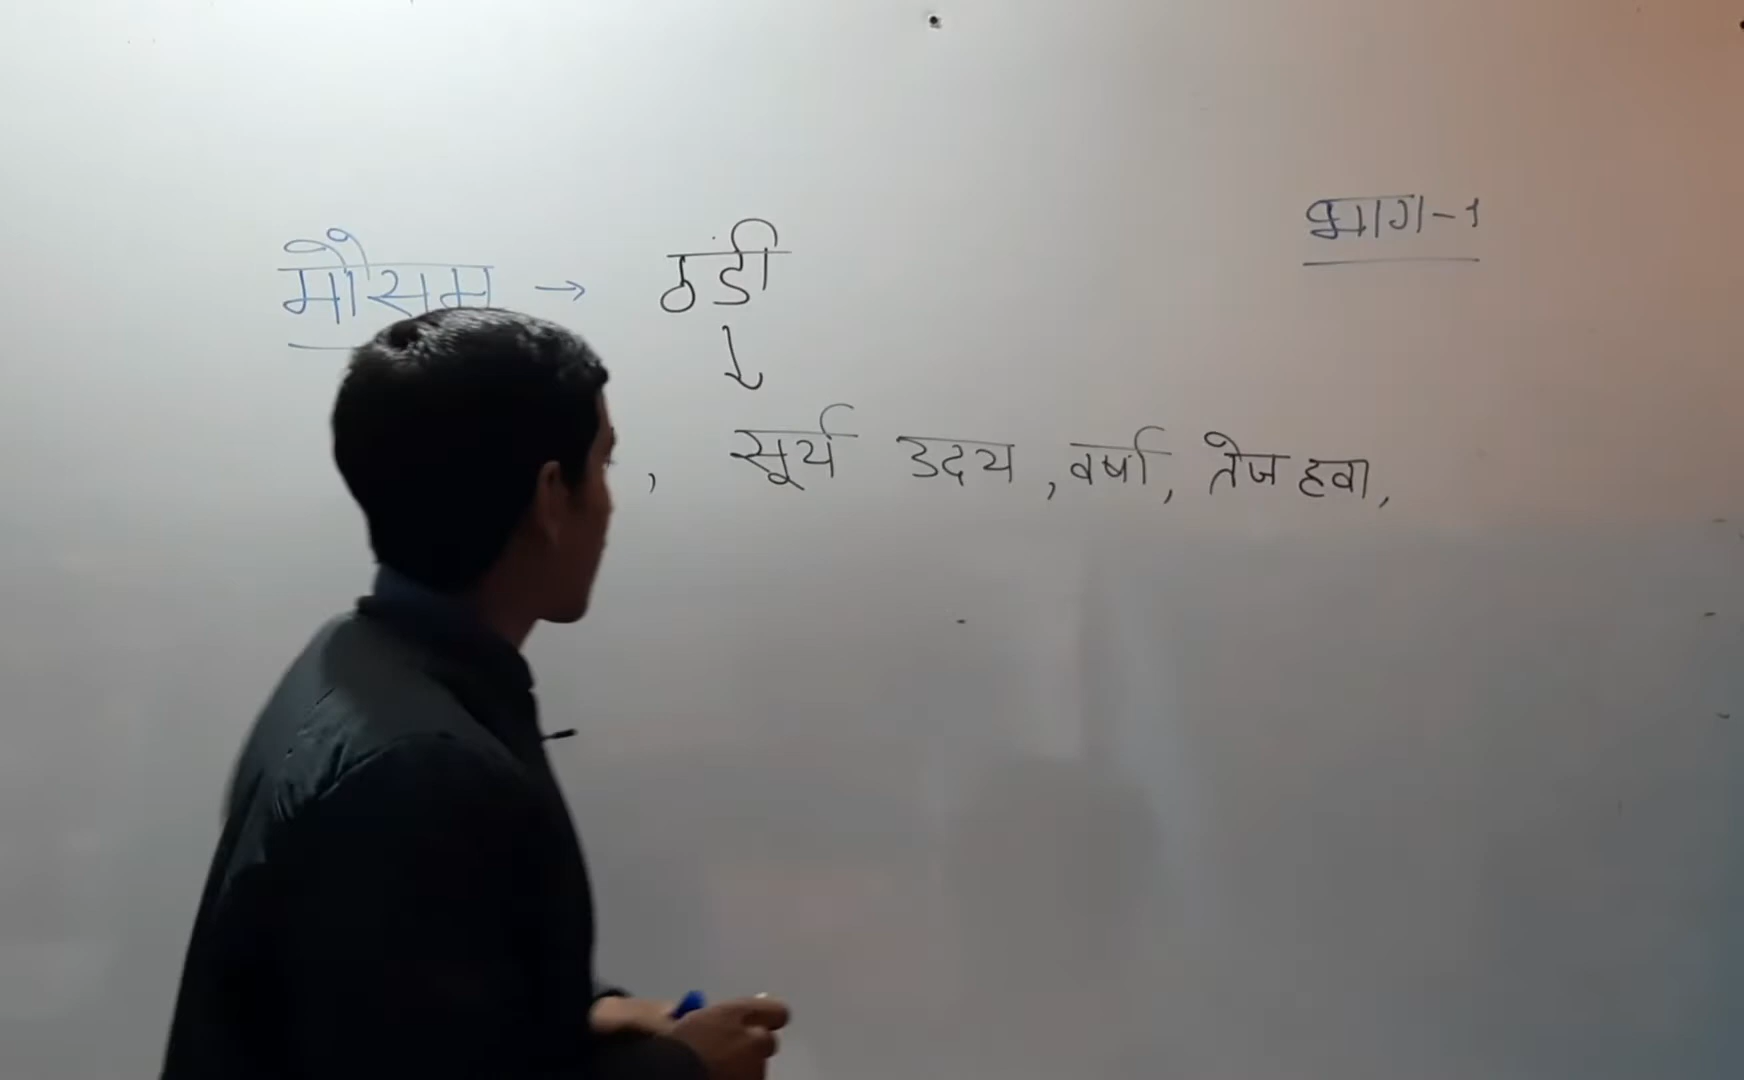 भाग-1
मौसम → ठंडी
↓
, सूर्य उदय, वर्षा, तेज हवा,